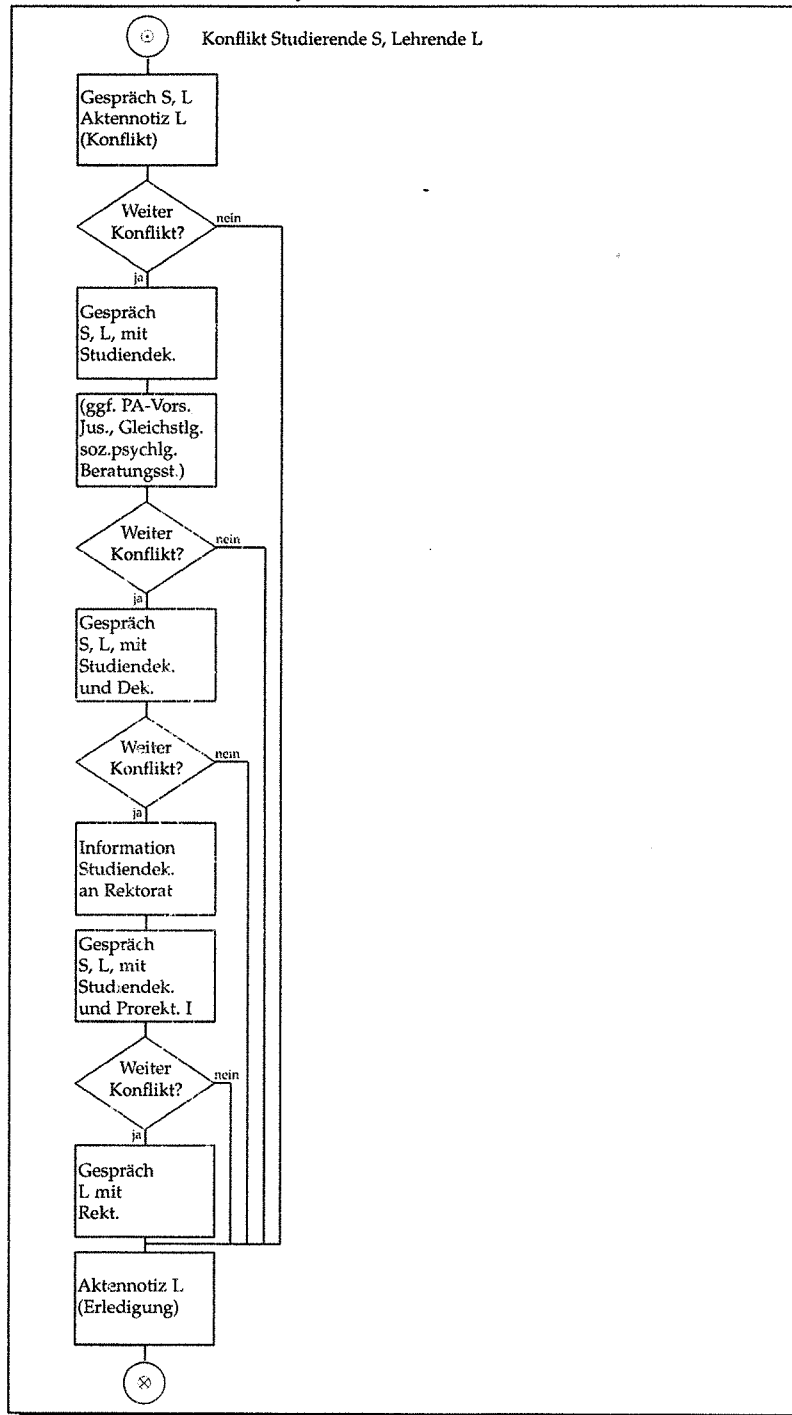 Konflikt Studierende S, Lehrende L
Gespräch S, L
Aktennotiz L
(Konflikt)
Weiter
Konflikt?
nein
ja
Gespräch
S, L, mit
Studiendek.
(ggf. PA-Vors.
Jus., Gleichstlg.
soz.psychlg.
Beratungsst.)
Weiter
Konflikt?
nein
ja
Gespräch
S, L, mit
Studiendek.
und Dek.
Weiter
Konflikt?
nein
ja
Information
Studiendek.
an Rektorat
Gespräch
S, L, mit
Studiendek.
und Prorekt. I
Weiter
Konflikt?
nein
ja
Gespräch
L mit
Rekt.
Aktennotiz L
(Erledigung)